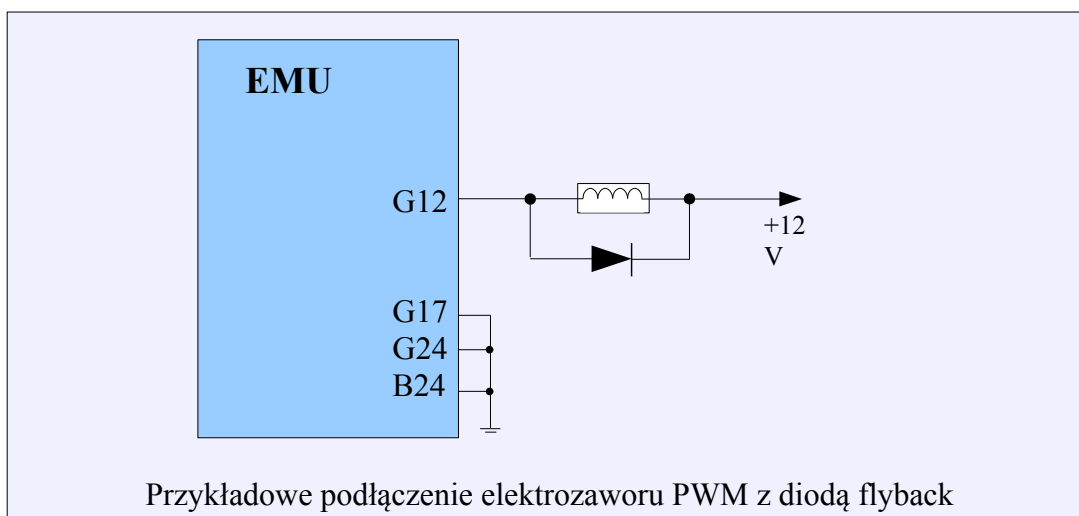 EMU
G12
+12
V
G17
G24
B24
Przykładowe podłączenie elektrozaworu PWM z diodą flyback